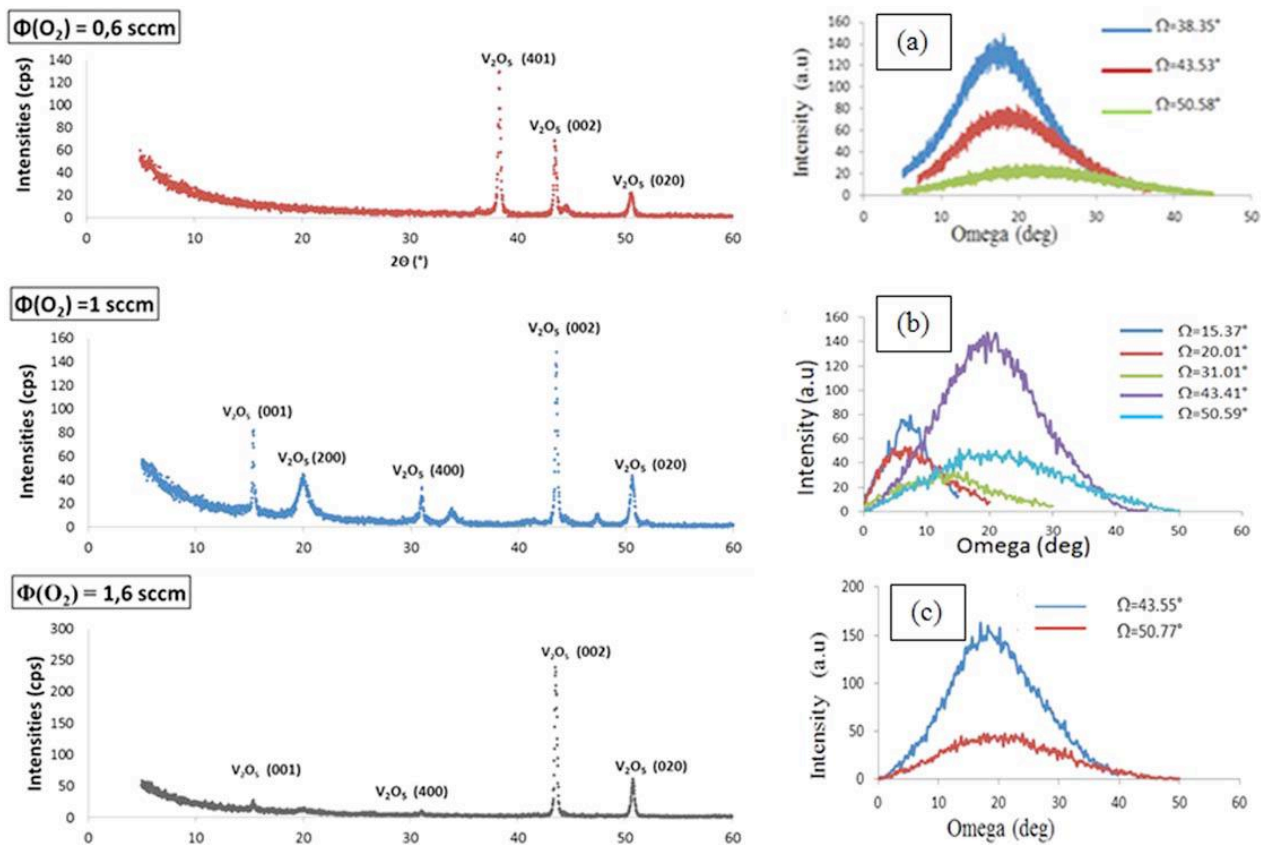 Φ(O₂) = 0,6 sccm
Intensities (cps)
140
120
100
80
60
40
20
0
0 10 20 30 40 50 60
2Θ (°)
V₂O₅ (401)
V₂O₅ (002)
V₂O₅ (020)
(a)
Intensity (a.u)
160
140
120
100
80
60
40
20
0
0 10 20 30 40 50
Omega (deg)
Ω=38.35°
Ω=43.53°
Ω=50.58°
Φ(O₂) =1 sccm
Intensities (cps)
160
140
120
100
80
60
40
20
0
0 10 20 30 40 50 60
V₂O₅ (001)
V₂O₅ (200)
V₂O₅ (400)
V₂O₅ (002)
V₂O₅ (020)
(b)
Intensity (a.u)
160
140
120
100
80
60
40
20
0
0 10 20 30 40 50 60
Omega (deg)
Ω=15.37°
Ω=20.01°
Ω=31.01°
Ω=43.41°
Ω=50.59°
Φ(O₂) = 1,6 sccm
Intensities (cps)
300
250
200
150
100
50
0
0 10 20 30 40 50 60
V₂O₅ (001)
V₂O₅ (400)
V₂O₅ (002)
V₂O₅ (020)
(c)
Intensity (a.u)
200
150
100
50
0
0 10 20 30 40 50 60
Omega (deg)
Ω=43.55°
Ω=50.77°